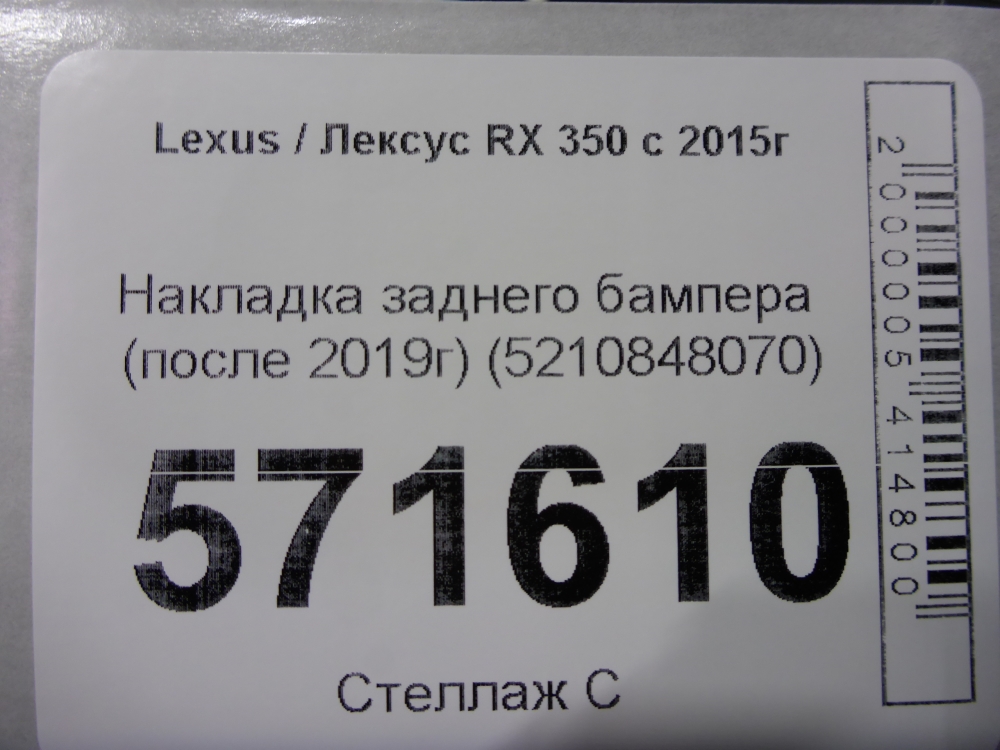 Lexus / Лексус RX 350 с 2015г
Накладка заднего бампера
(после 2019г) (5210848070)
571610
Стеллаж С
2000005414800